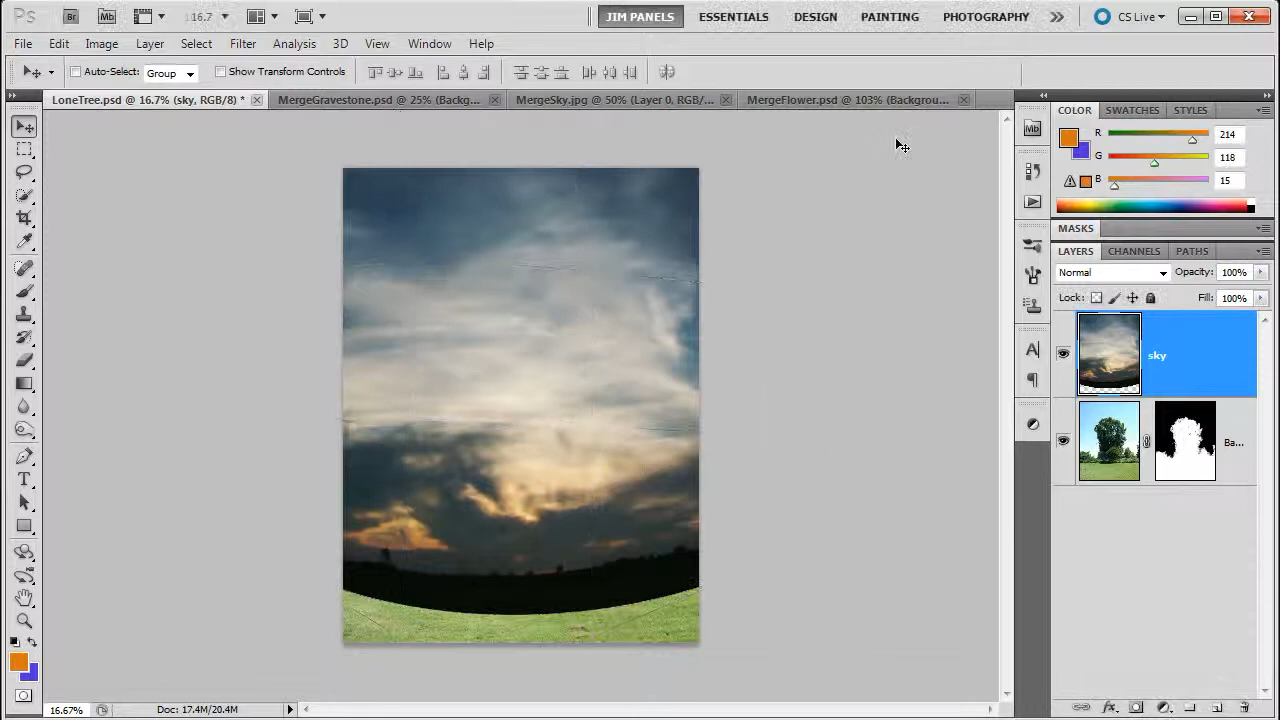 Ps Br Mb 16.7 JIM PANELS ESSENTIALS DESIGN PAINTING PHOTOGRAPHY CS Live
File Edit Image Layer Select Filter Analysis 3D View Window Help
Auto-Select: Group Show Transform Controls
LoneTree.psd @ 16.7% (sky, RGB/8) * MergeGravestone.psd @ 25% (Backg... MergeSky.jpg @ 50% (Layer 0, RGB/... MergeFlower.psd @ 103% (Backgrou...
COLOR SWATCHES STYLES
Mb
R 214
G 118
B 15
MASKS
LAYERS CHANNELS PATHS
Normal Opacity: 100%
Lock: Fill: 100%
sky
Ba...
16.67% Doc: 17.4M/20.4M